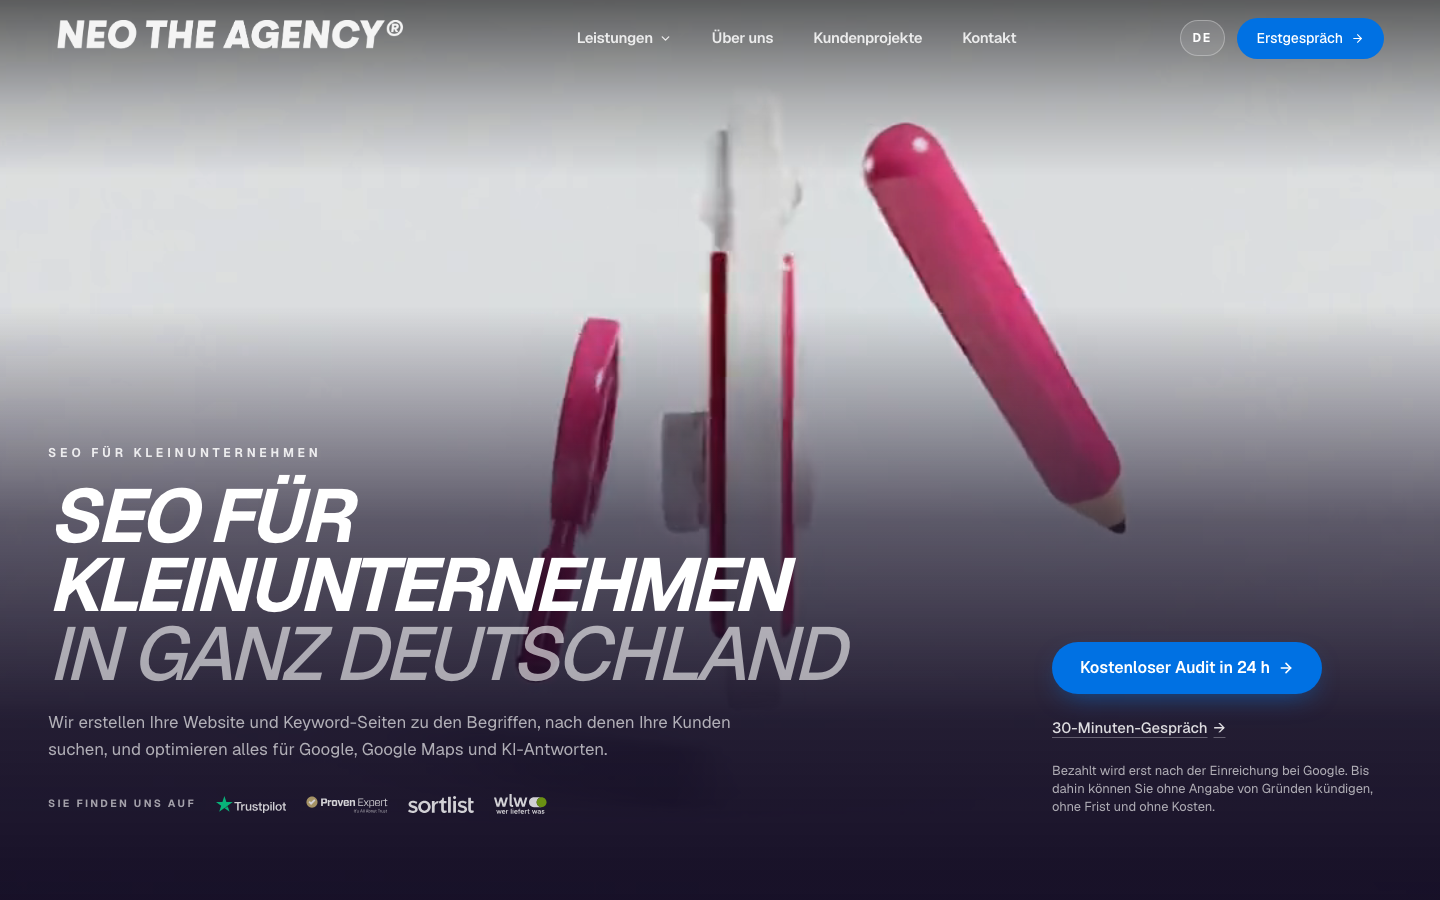 NEO THE AGENCY®
Leistungen
Über uns
Kundenprojekte
Kontakt
DE
Erstgespräch →
SEO FÜR KLEINUNTERNEHMEN
SEO FÜR
KLEINUNTERNEHMEN
IN GANZ DEUTSCHLAND
Wir erstellen Ihre Website und Keyword-Seiten zu den Begriffen, nach denen Ihre Kunden
suchen, und optimieren alles für Google, Google Maps und KI-Antworten.
SIE FINDEN UNS AUF
Trustpilot
Proven Expert
It's All About Trust
sortlist
wlw
wer liefert was
Kostenloser Audit in 24 h →
30-Minuten-Gespräch →
Bezahlt wird erst nach der Einreichung bei Google. Bis
dahin können Sie ohne Angabe von Gründen kündigen,
ohne Frist und ohne Kosten.